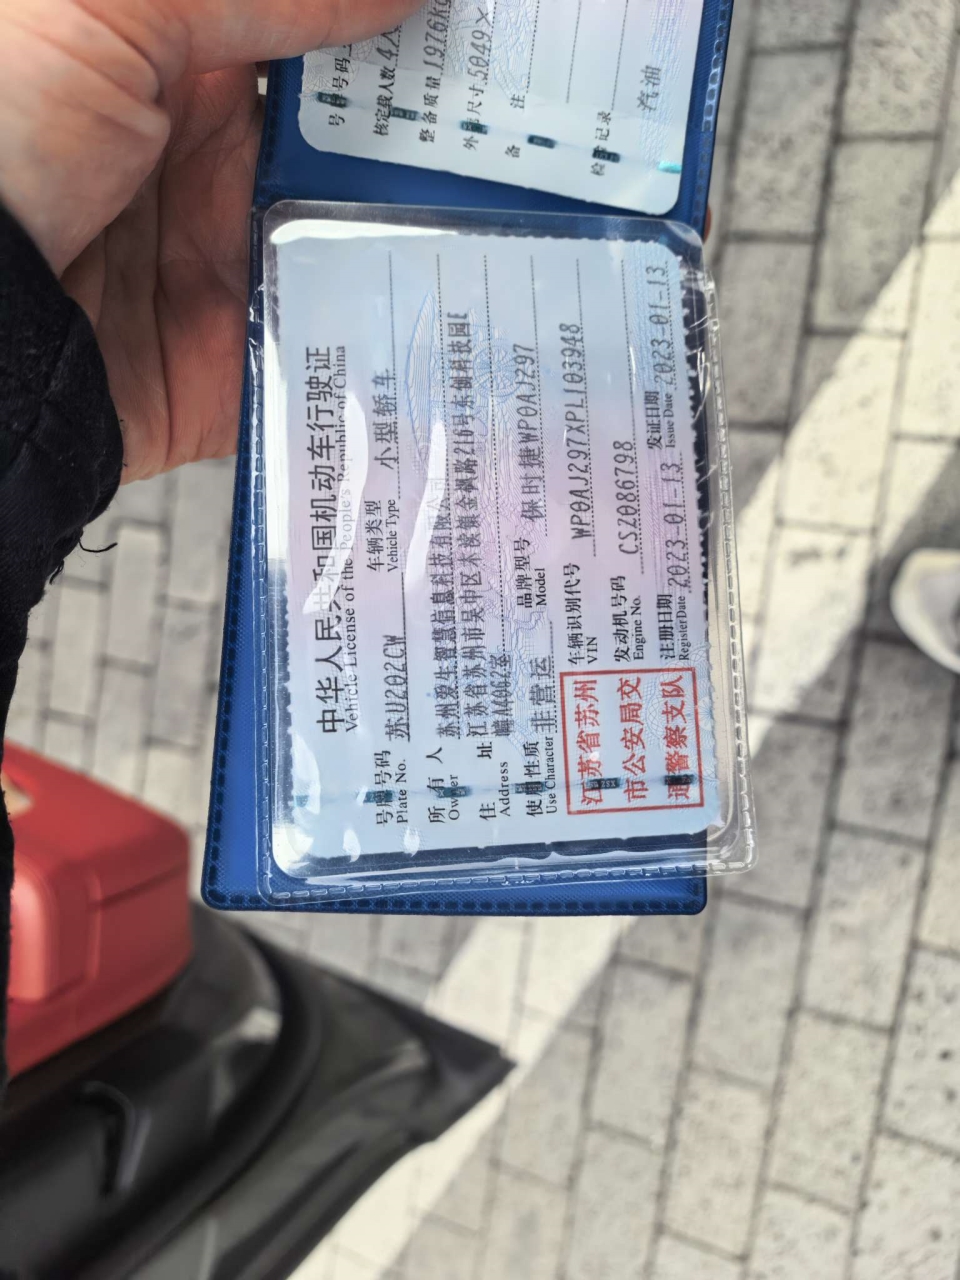 中华人民共和国机动车行驶证
Vehicle License of the People's Republic of China
号牌号码 苏U202CW 车辆类型 小型轿车
Plate No. Vehicle Type
所有人 苏州爱生智慧信息科技有限公司
Owner
住址 江苏省苏州市吴中区木渎镇金枫路216号东创科技园E
Address
使用性质 非营运 品牌型号 保时捷WP0AJ297
Use Character Model
江苏省苏州
市公安局交
通警察支队
车辆识别代号 WP0AJ297XPL103948
VIN
发动机号码 CSZ086798
Engine No.
注册日期 2023-01-13 发证日期 2023-01-13
Register Date Issue Date
号牌号码
核定载人数 4人
整备质量 1976
外廓尺寸 5049×
备注
检验记录
汽油